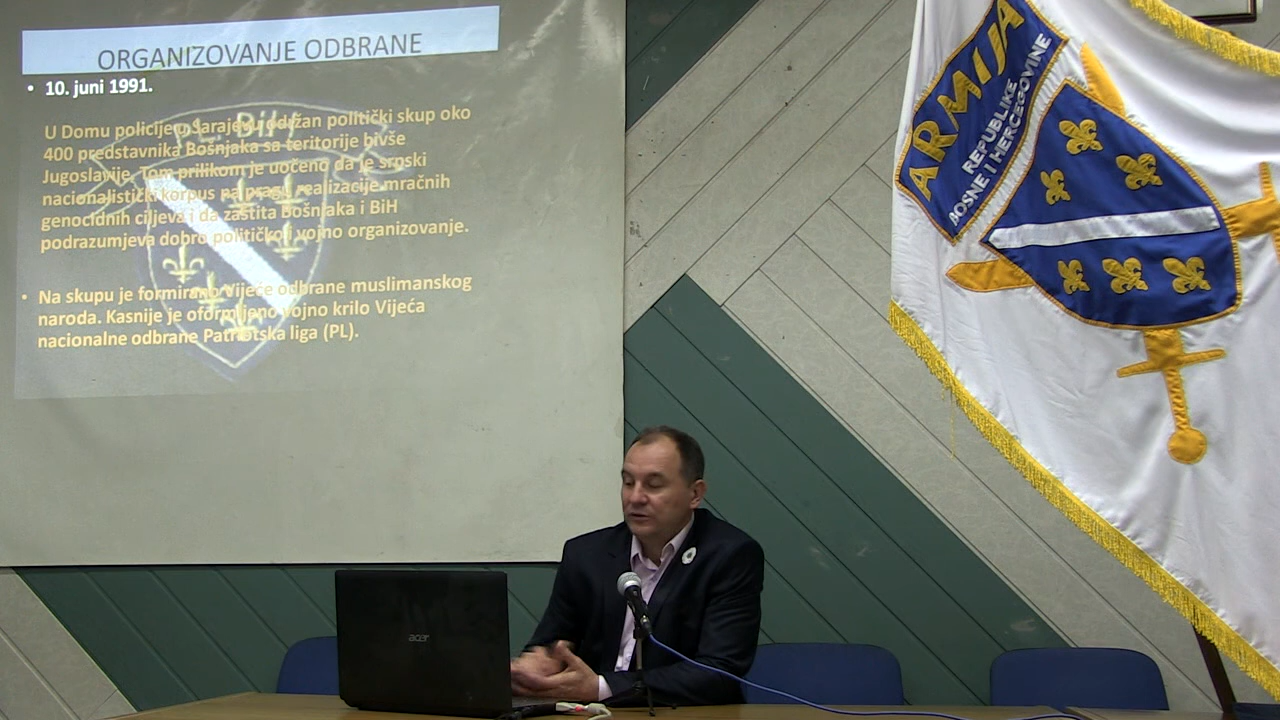 ORGANIZOVANJE ODBRANE
• 10. juni 1991.
U Domu policije u Sarajevu održan politički skup oko
400 predstavnika Bošnjaka sa teritorije bivše
Jugoslavije. Tom prilikom je uočeno da je srpski
nacionalistički korpus na pragu realizacije mračnih
genocidnih ciljeva i da zaštita Bošnjaka i BiH
podrazumjeva dobro političko i vojno organizovanje.
• Na skupu je formirano Vijeće odbrane muslimanskog
naroda. Kasnije je oformljeno vojno krilo Vijeća
nacionalne odbrane Patriotska liga (PL).
BiH
ARMIJA
REPUBLIKE
BOSNE I HERCEGOVINE
acer